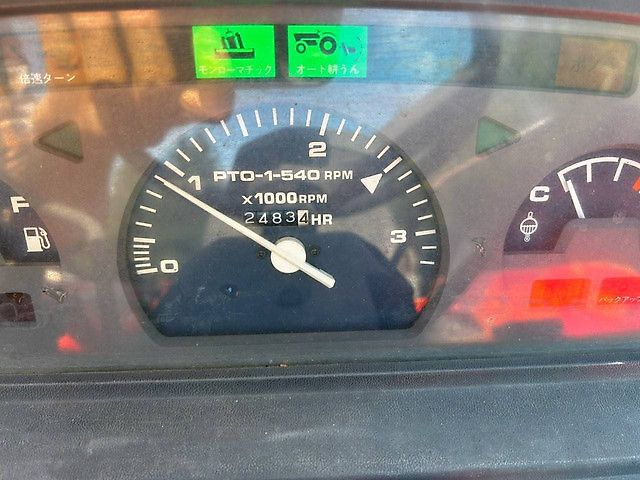 倍速ターン
モンローマチック
オート耕うん
2
1
PTO-1-540 RPM
X1000RPM
24834HR
0
3
F
C
バックアップ